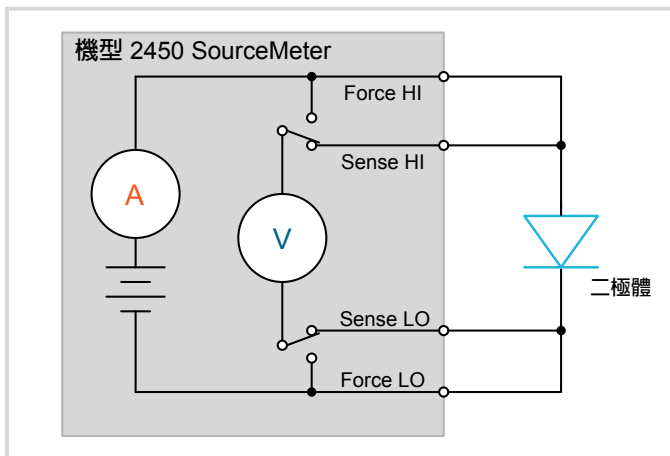 機型 2450 SourceMeter
Force HI
Sense HI
A
V
二極體
Sense LO
Force LO